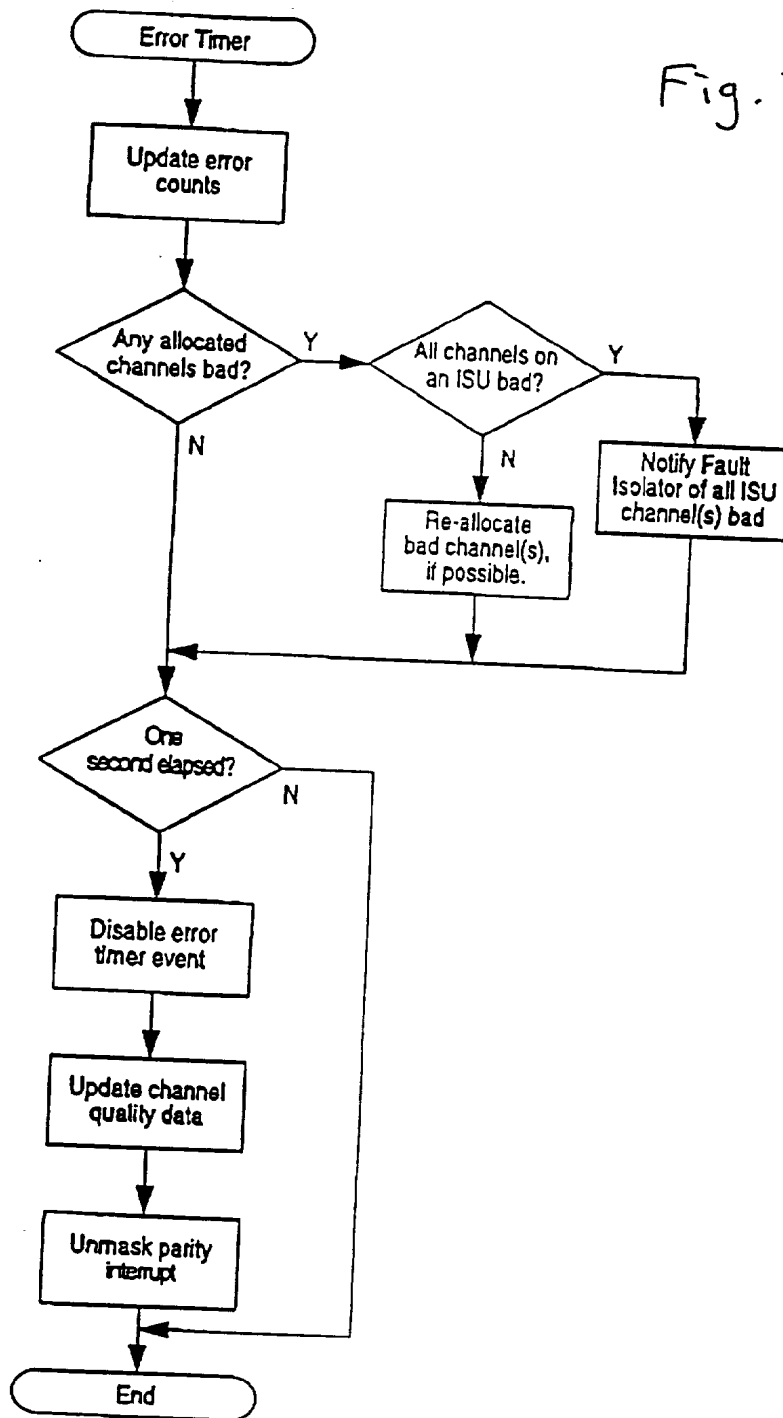 Error Timer
Fig.
Update error
counts
Any allocated
channels bad?
Y
All channels on
an ISU bad?
Y
N
N
Notify Fault
Isolator of all ISU
channel(s) bad
Re-allocate
bad channel(s),
if possible.
One
second elapsed?
N
Y
Disable error
timer event
Update channel
quality data
Unmask parity
interrupt
End